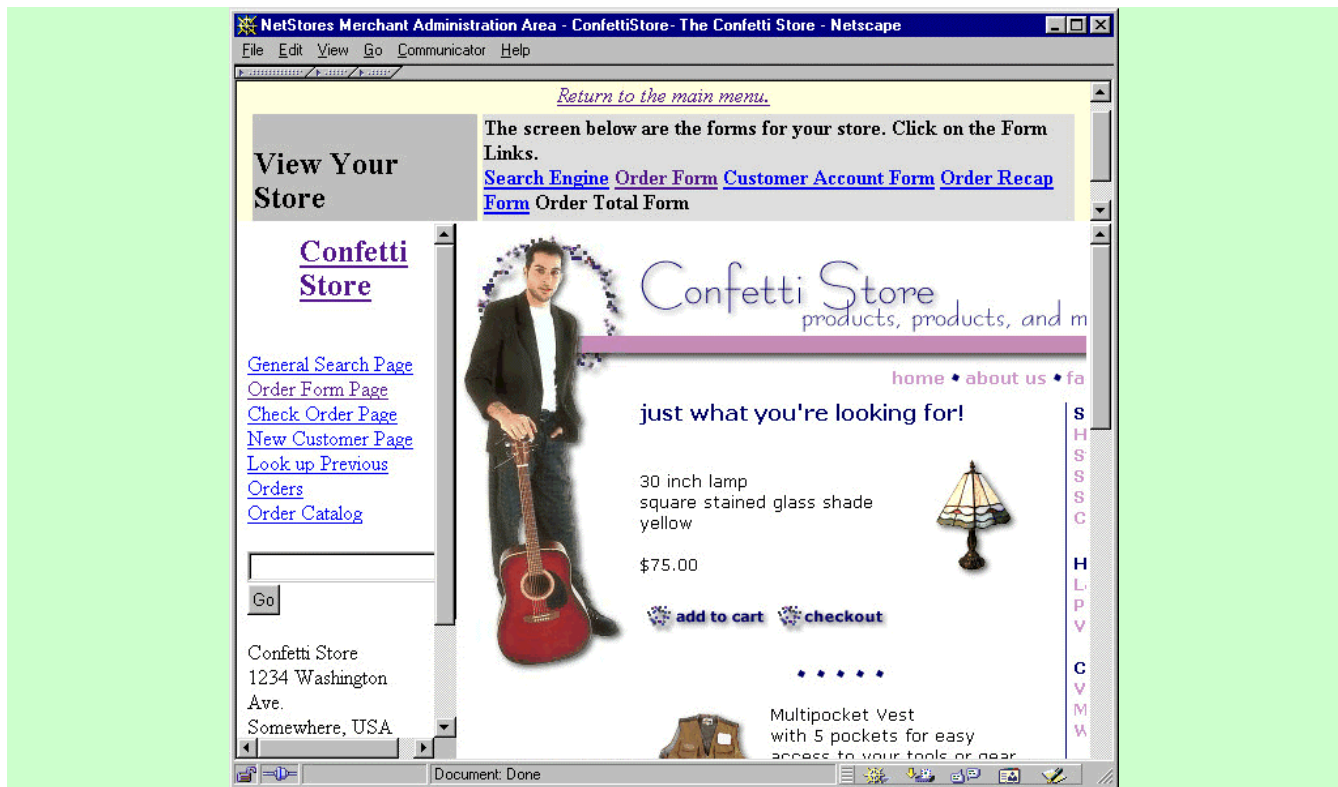 NetStores Merchant Administration Area - ConfettiStore- The Confetti Store - Netscape
File Edit View Go Communicator Help
Return to the main menu.
View Your
Store
The screen below are the forms for your store. Click on the Form
Links.
Search Engine Order Form Customer Account Form Order Recap
Form Order Total Form
Confetti
Store
General Search Page
Order Form Page
Check Order Page
New Customer Page
Look up Previous
Orders
Order Catalog
Go
Confetti Store
1234 Washington
Ave.
Somewhere, USA
Confetti Store
products, products, and m
home • about us • fa
just what you're looking for!
30 inch lamp
square stained glass shade
yellow
$75.00
add to cart checkout
Multipocket Vest
with 5 pockets for easy
access to your tools or gear
S
H
S
S
S
C
H
L
P
V
C
V
M
W
Document: Done